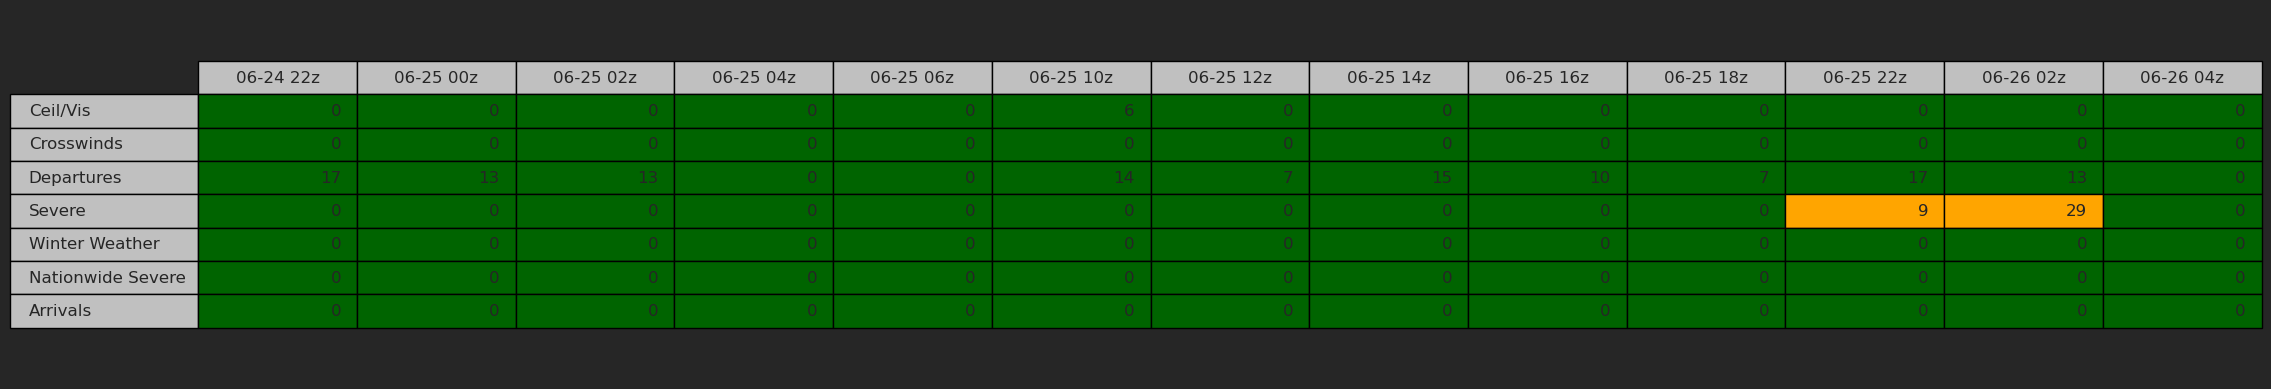 06-24 22z 06-25 00z 06-25 02z 06-25 04z 06-25 06z 06-25 10z 06-25 12z 06-25 14z 06-25 16z 06-25 18z 06-25 22z 06-26 02z 06-26 04z
Ceil/Vis 0 0 0 0 0 6 0 0 0 0 0 0 0
Crosswinds 0 0 0 0 0 0 0 0 0 0 0 0 0
Departures 17 13 13 0 0 14 7 15 10 7 17 13 0
Severe 0 0 0 0 0 0 0 0 0 0 9 29 0
Winter Weather 0 0 0 0 0 0 0 0 0 0 0 0 0
Nationwide Severe 0 0 0 0 0 0 0 0 0 0 0 0 0
Arrivals 0 0 0 0 0 0 0 0 0 0 0 0 0